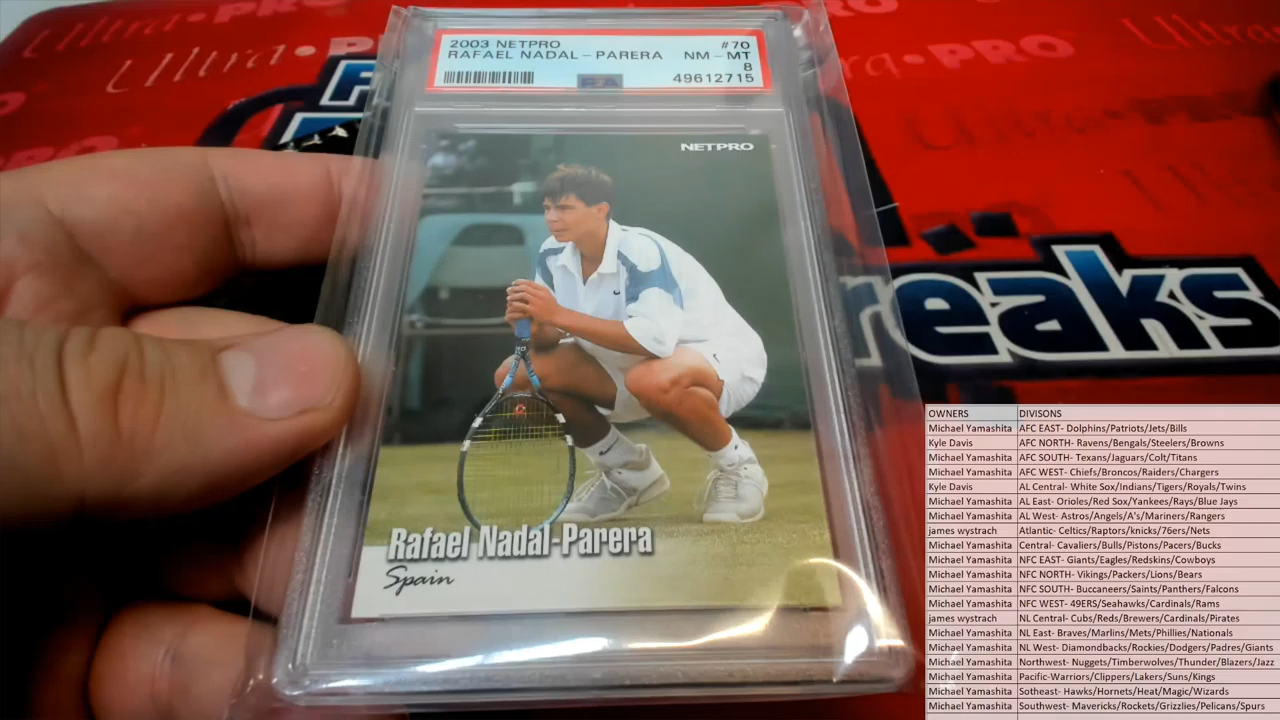 Ultra•PRO
Ultra•PRO
PRO
2003 NETPRO #70
RAFAEL NADAL-PARERA NM-MT
8
49612715
PSA
NETPRO
reaks
Rafael Nadal-Parera
Spain
OWNERS DIVISONS
Michael Yamashita AFC EAST- Dolphins/Patriots/Jets/Bills
Kyle Davis AFC NORTH- Ravens/Bengals/Steelers/Browns
Michael Yamashita AFC SOUTH- Texans/Jaguars/Colt/Titans
Michael Yamashita AFC WEST- Chiefs/Broncos/Raiders/Chargers
Kyle Davis AL Central- White Sox/Indians/Tigers/Royals/Twins
Michael Yamashita AL East- Orioles/Red Sox/Yankees/Rays/Blue Jays
Michael Yamashita AL West- Astros/Angels/A's/Mariners/Rangers
james wystrach Atlantic- Celtics/Raptors/knicks/76ers/Nets
Michael Yamashita Central- Cavaliers/Bulls/Pistons/Pacers/Bucks
Michael Yamashita NFC EAST- Giants/Eagles/Redskins/Cowboys
Michael Yamashita NFC NORTH- Vikings/Packers/Lions/Bears
Michael Yamashita NFC SOUTH- Buccaneers/Saints/Panthers/Falcons
Michael Yamashita NFC WEST- 49ERS/Seahawks/Cardinals/Rams
james wystrach NL Central- Cubs/Reds/Brewers/Cardinals/Pirates
Michael Yamashita NL East- Braves/Marlins/Mets/Phillies/Nationals
Michael Yamashita NL West- Diamondbacks/Rockies/Dodgers/Padres/Giants
Michael Yamashita Northwest- Nuggets/Timberwolves/Thunder/Blazers/Jazz
Michael Yamashita Pacific-Warriors/Clippers/Lakers/Suns/Kings
Michael Yamashita Sotheast- Hawks/Hornets/Heat/Magic/Wizards
Michael Yamashita Southwest- Mavericks/Rockets/Grizzlies/Pelicans/Spurs